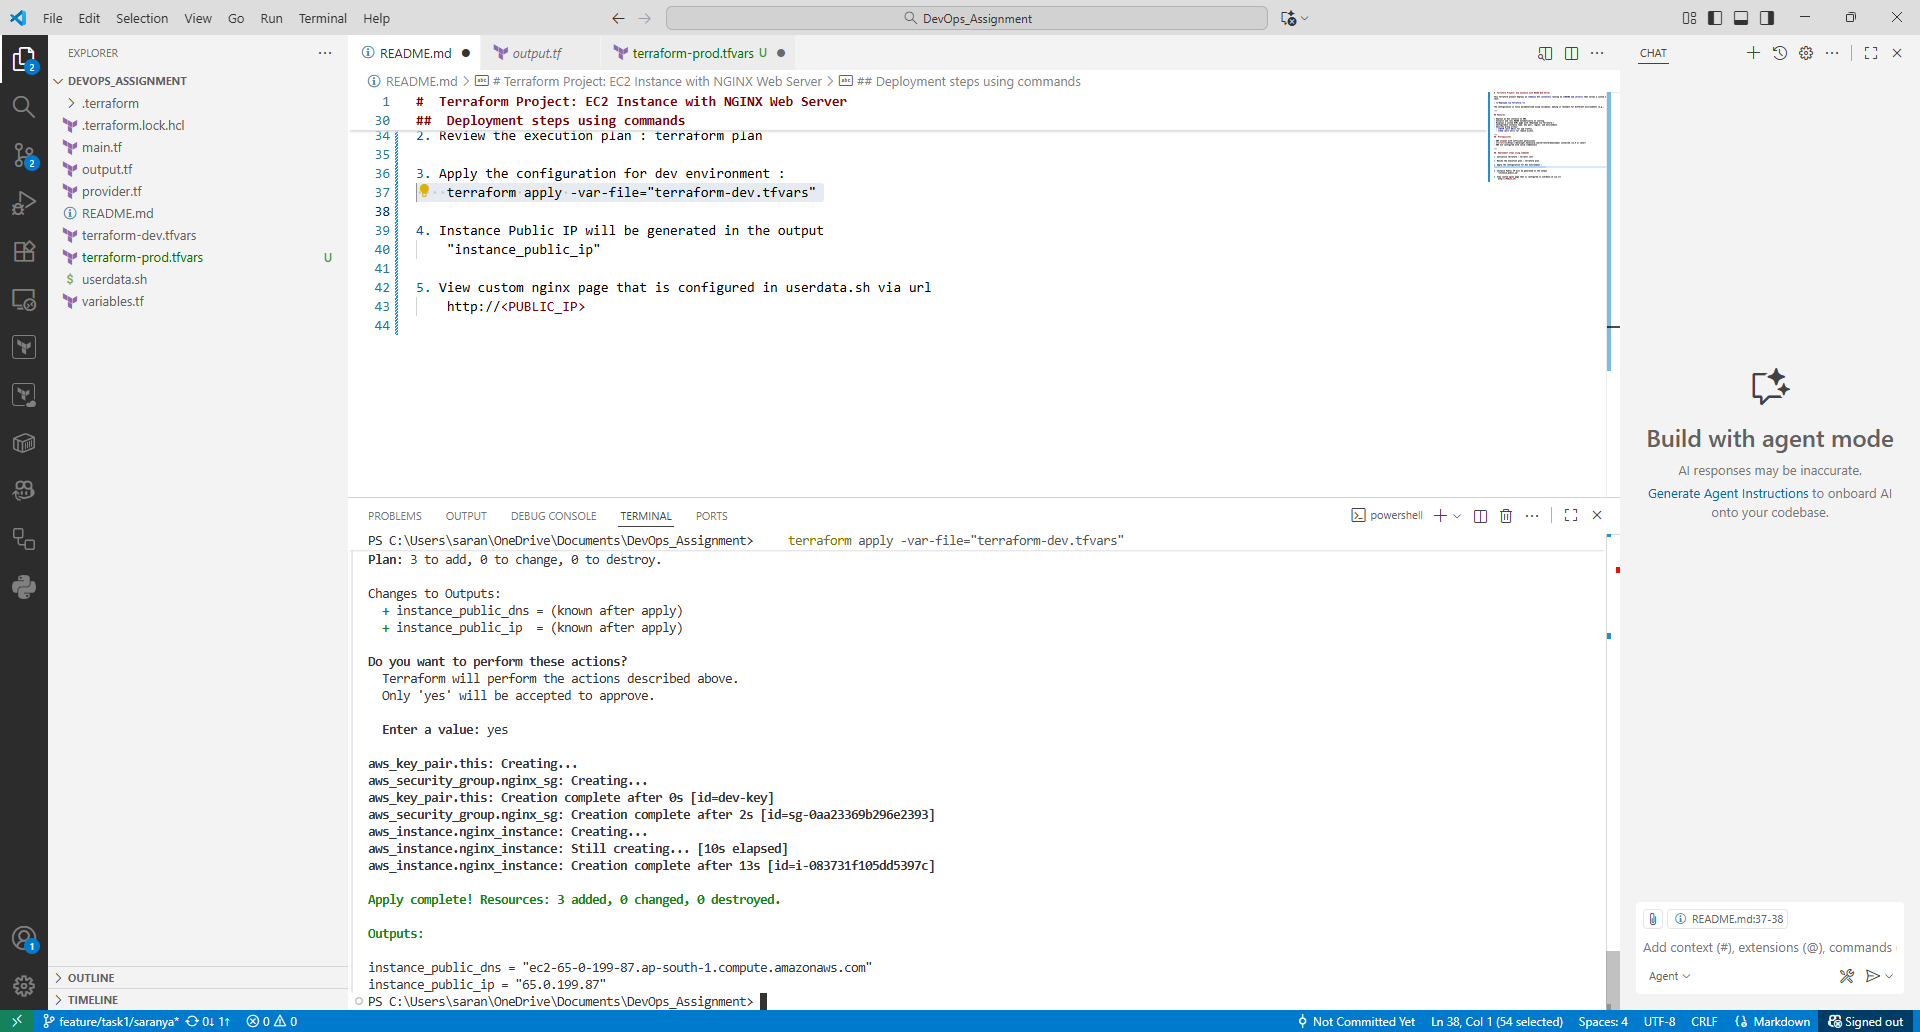 File Edit Selection View Go Run Terminal Help
DevOps_Assignment
EXPLORER
DEVOPS_ASSIGNMENT
.terraform
.terraform.lock.hcl
main.tf
output.tf
provider.tf
README.md
terraform-dev.tfvars
terraform-prod.tfvars U
userdata.sh
variables.tf
OUTLINE
TIMELINE
README.md output.tf terraform-prod.tfvars U
README.md > # Terraform Project: EC2 Instance with NGINX Web Server > ## Deployment steps using commands
1 # Terraform Project: EC2 Instance with NGINX Web Server
30 ## Deployment steps using commands
34 2. Review the execution plan : terraform plan
35
36 3. Apply the configuration for dev environment :
37 terraform apply -var-file="terraform-dev.tfvars"
38
39 4. Instance Public IP will be generated in the output
40 "instance_public_ip"
41
42 5. View custom nginx page that is configured in userdata.sh via url
43 http://<PUBLIC_IP>
44
PROBLEMS OUTPUT DEBUG CONSOLE TERMINAL PORTS
powershell
PS C:\Users\saran\OneDrive\Documents\DevOps_Assignment> terraform apply -var-file="terraform-dev.tfvars"
Plan: 3 to add, 0 to change, 0 to destroy.
Changes to Outputs:
+ instance_public_dns = (known after apply)
+ instance_public_ip = (known after apply)
Do you want to perform these actions?
Terraform will perform the actions described above.
Only 'yes' will be accepted to approve.
Enter a value: yes
aws_key_pair.this: Creating...
aws_security_group.nginx_sg: Creating...
aws_key_pair.this: Creation complete after 0s [id=dev-key]
aws_security_group.nginx_sg: Creation complete after 2s [id=sg-0aa23369b296e2393]
aws_instance.nginx_instance: Creating...
aws_instance.nginx_instance: Still creating... [10s elapsed]
aws_instance.nginx_instance: Creation complete after 13s [id=i-083731f105dd5397c]
Apply complete! Resources: 3 added, 0 changed, 0 destroyed.
Outputs:
instance_public_dns = "ec2-65-0-199-87.ap-south-1.compute.amazonaws.com"
instance_public_ip = "65.0.199.87"
PS C:\Users\saran\OneDrive\Documents\DevOps_Assignment>
CHAT
Build with agent mode
AI responses may be inaccurate.
Generate Agent Instructions to onboard AI
onto your codebase.
README.md:37-38
Add context (#), extensions (@), commands
Agent
2
2
1
feature/task1/saranya* 0↓ 1↑ 0 0
Not Committed Yet Ln 38, Col 1 (54 selected) Spaces: 4 UTF-8 CRLF Markdown Signed out